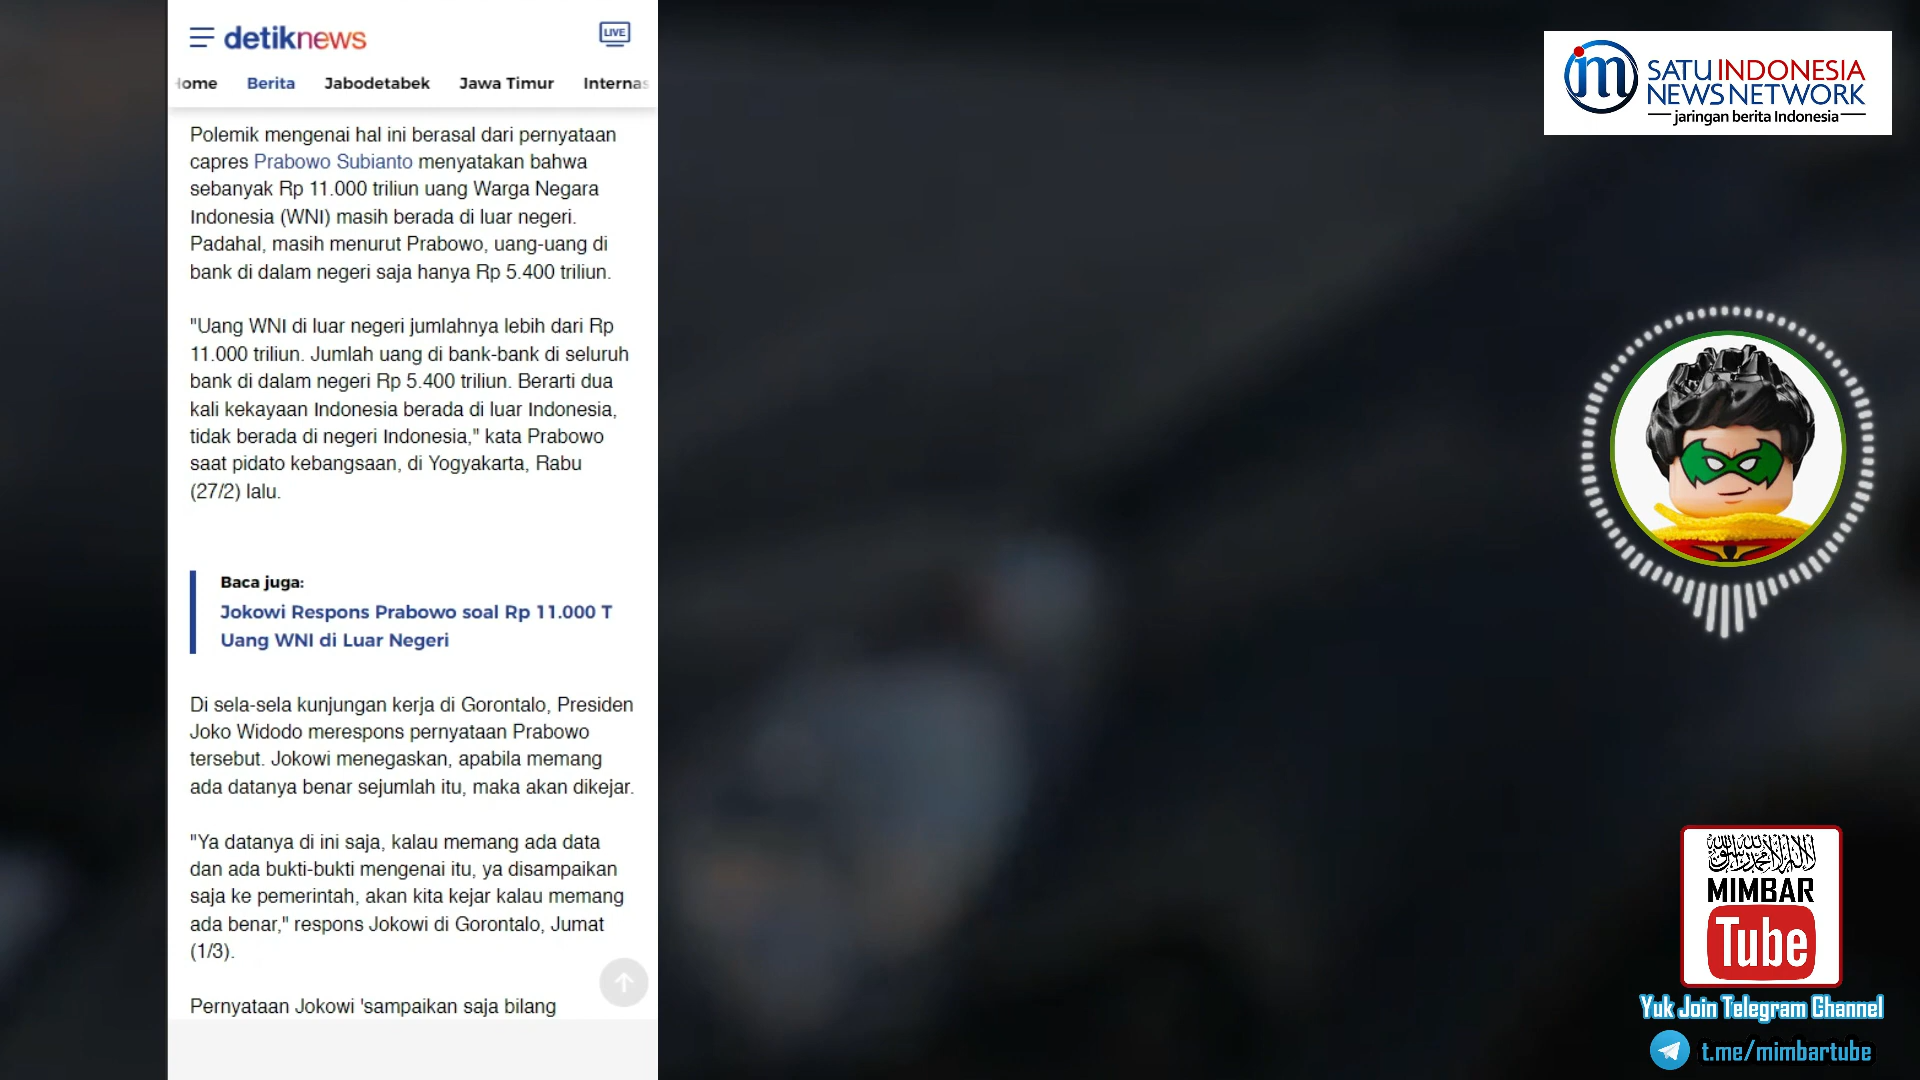 detiknews
LIVE
Home Berita Jabodetabek Jawa Timur Internas
Polemik mengenai hal ini berasal dari pernyataan
capres Prabowo Subianto menyatakan bahwa
sebanyak Rp 11.000 triliun uang Warga Negara
Indonesia (WNI) masih berada di luar negeri.
Padahal, masih menurut Prabowo, uang-uang di
bank di dalam negeri saja hanya Rp 5.400 triliun.
"Uang WNI di luar negeri jumlahnya lebih dari Rp
11.000 triliun. Jumlah uang di bank-bank di seluruh
bank di dalam negeri Rp 5.400 triliun. Berarti dua
kali kekayaan Indonesia berada di luar Indonesia,
tidak berada di negeri Indonesia," kata Prabowo
saat pidato kebangsaan, di Yogyakarta, Rabu
(27/2) lalu.
Baca juga:
Jokowi Respons Prabowo soal Rp 11.000 T
Uang WNI di Luar Negeri
Di sela-sela kunjungan kerja di Gorontalo, Presiden
Joko Widodo merespons pernyataan Prabowo
tersebut. Jokowi menegaskan, apabila memang
ada datanya benar sejumlah itu, maka akan dikejar.
"Ya datanya di ini saja, kalau memang ada data
dan ada bukti-bukti mengenai itu, ya disampaikan
saja ke pemerintah, akan kita kejar kalau memang
ada benar," respons Jokowi di Gorontalo, Jumat
(1/3).
Pernyataan Jokowi 'sampaikan saja bilang
im
SATU INDONESIA
NEWS NETWORK
jaringan berita Indonesia
لا إله إلا الله محمد رسول الله
MIMBAR
Tube
Yuk Join Telegram Channel
t.me/mimbartube